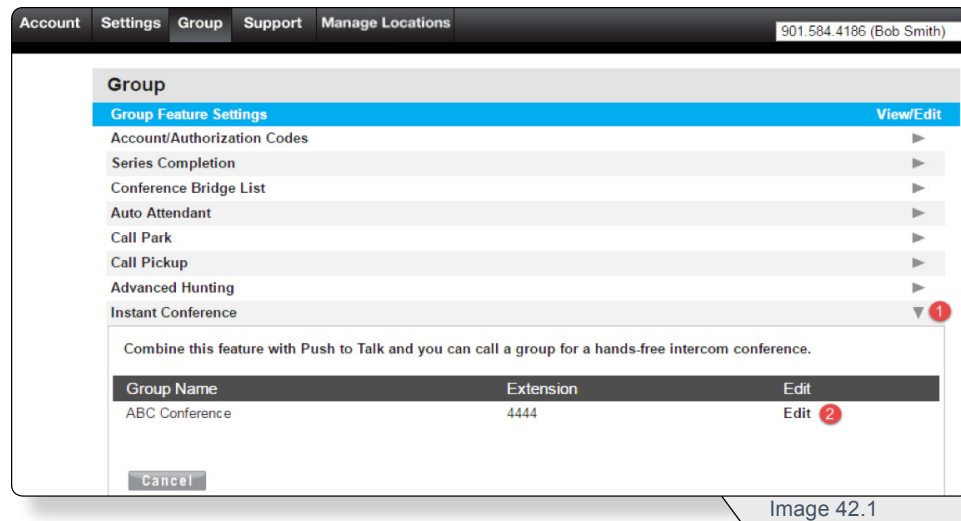 Account Settings Group Support Manage Locations
901.584.4186 (Bob Smith)
Group
Group Feature Settings View/Edit
Account/Authorization Codes
Series Completion
Conference Bridge List
Auto Attendant
Call Park
Call Pickup
Advanced Hunting
Instant Conference 1
Combine this feature with Push to Talk and you can call a group for a hands-free intercom conference.
Group Name Extension Edit
ABC Conference 4444 Edit 2
Cancel
Image 42.1